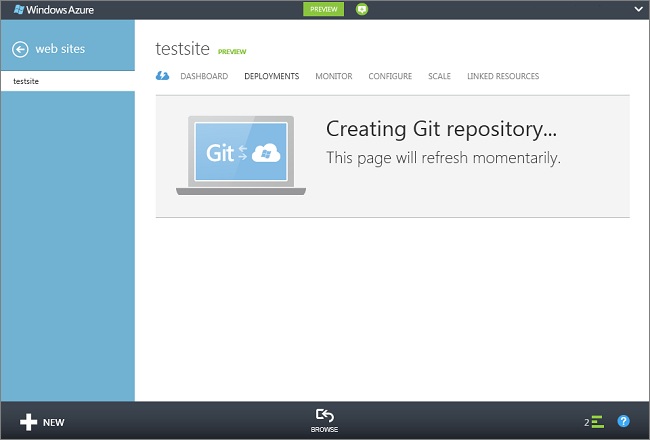 Windows Azure
PREVIEW
web sites
testsite
testsite PREVIEW
DASHBOARD DEPLOYMENTS MONITOR CONFIGURE SCALE LINKED RESOURCES
Git
Creating Git repository...
This page will refresh momentarily.
NEW
BROWSE
2
?